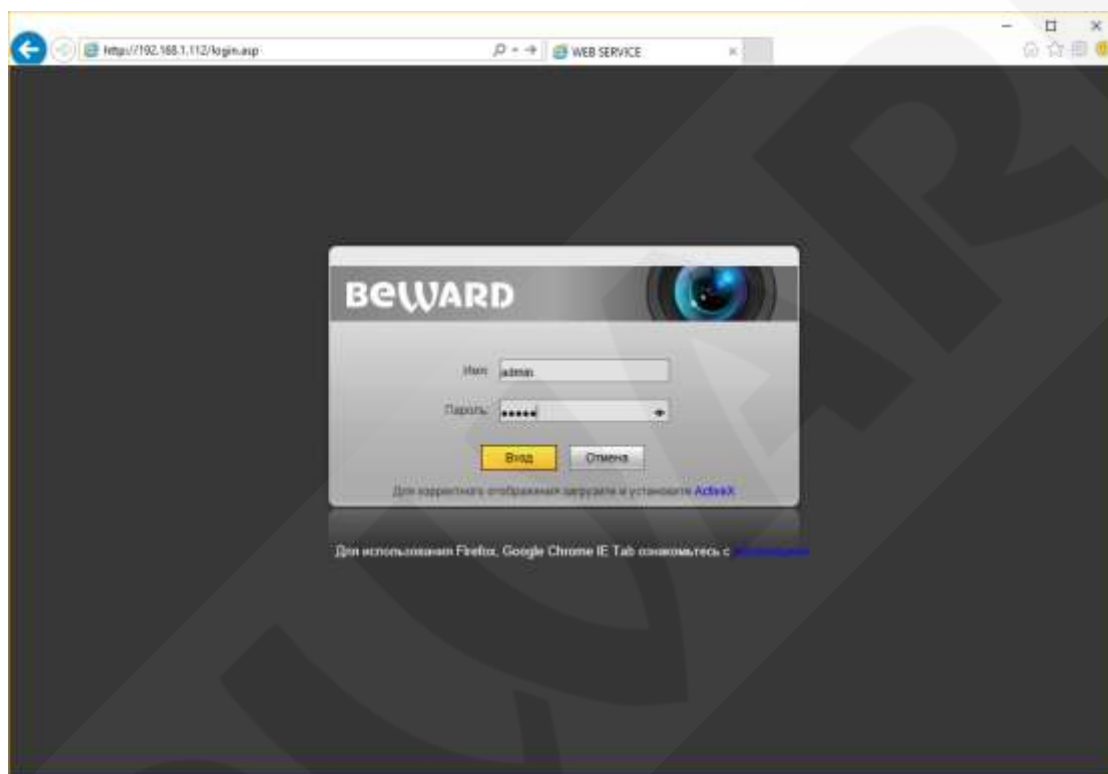 http://192.168.1.112/login.asp
WEB SERVICE
BEWARD
Имя
admin
Пароль
Вход
Отмена
Для корректного отображения загрузите и установите ActiveX
Для использования Firefox, Google Chrome IE Tab ознакомьтесь с